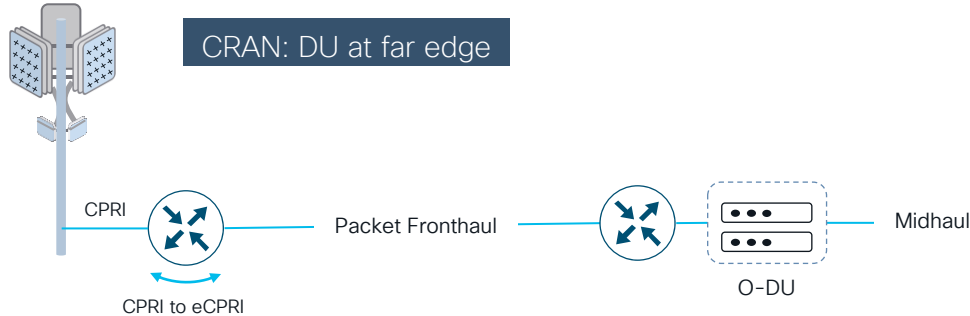 CRAN: DU at far edge
CPRI
Packet Fronthaul
Midhaul
O-DU
CPRI to eCPRI